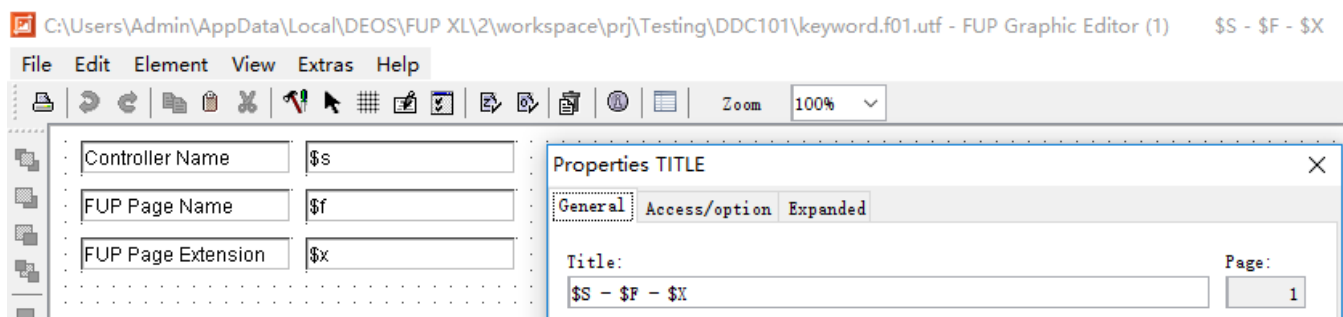 C:\Users\Admin\AppData\Local\DEOS\FUP XL\2\workspace\prj\Testing\DDC101\keyword.f01.utf - FUP Graphic Editor (1) $S - $F - $X
File Edit Element View Extras Help
Zoom 100%
Controller Name $s
FUP Page Name $f
FUP Page Extension $x
Properties TITLE
General Access/option Expanded
Title: Page:
$S - $F - $X 1